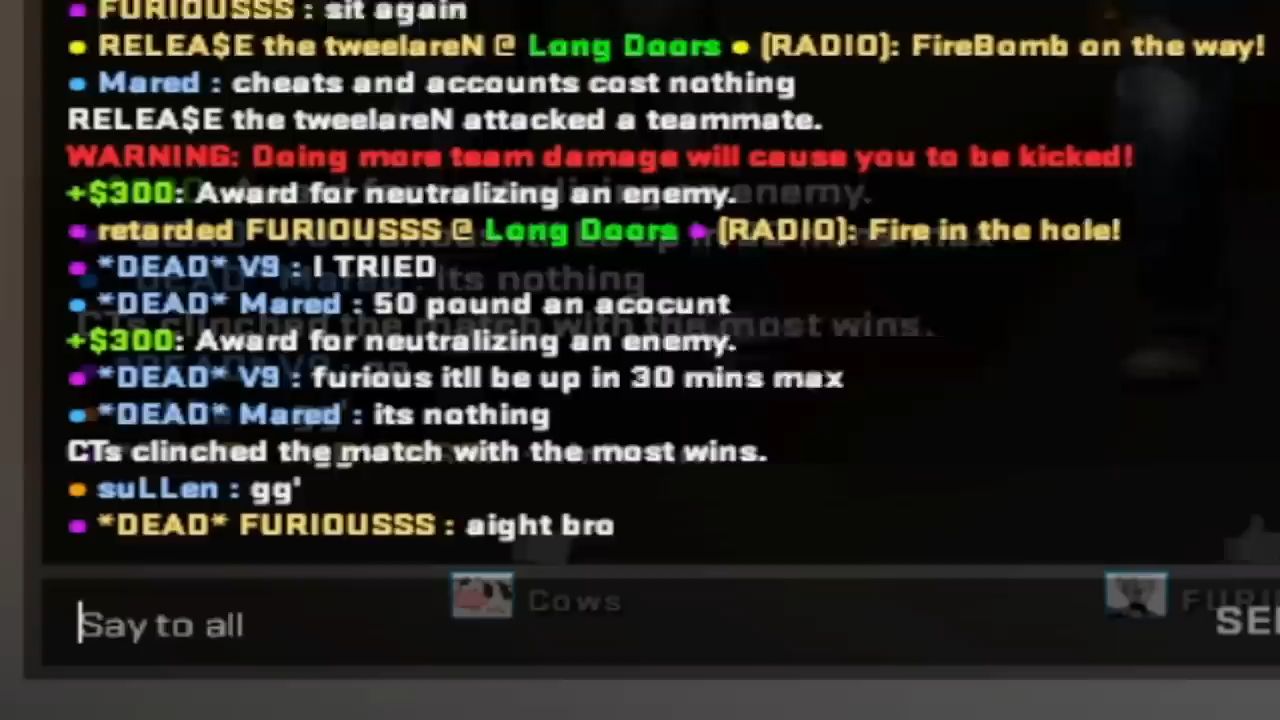 FURIOUSSS : sit again
RELEA$E the tweelareN @ Long Doors • (RADIO): FireBomb on the way!
Mared : cheats and accounts cost nothing
RELEA$E the tweelareN attacked a teammate.
WARNING: Doing more team damage will cause you to be kicked!
+$300: Award for neutralizing an enemy.
retarded FURIOUSSS @ Long Doors • (RADIO): Fire in the hole!
*DEAD* V9 : I TRIED
*DEAD* Mared : 50 pound an acocunt
+$300: Award for neutralizing an enemy.
*DEAD* V9 : furious itll be up in 30 mins max
*DEAD* Mared : its nothing
CTs clinched the match with the most wins.
suLLen : gg'
*DEAD* FURIOUSSS : aight bro
Cows
Say to all